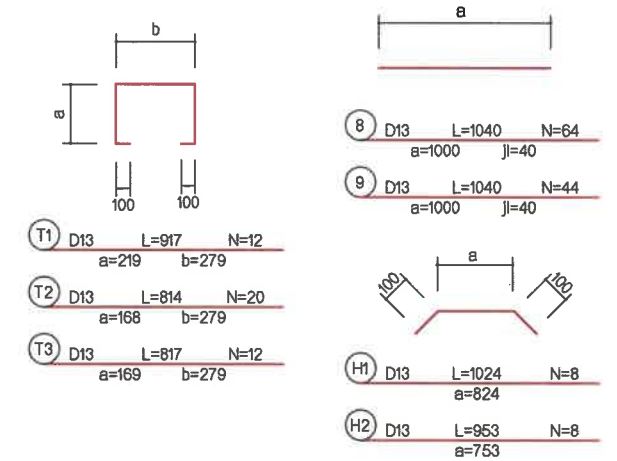 b
a
100 100
T1 D13 L=917 N=12
a=219 b=279
T2 D13 L=814 N=20
a=168 b=279
T3 D13 L=817 N=12
a=169 b=279
a
8 D13 L=1040 N=64
a=1000 jl=40
9 D13 L=1040 N=44
a=1000 jl=40
100 a 100
H1 D13 L=1024 N=8
a=824
H2 D13 L=953 N=8
a=753